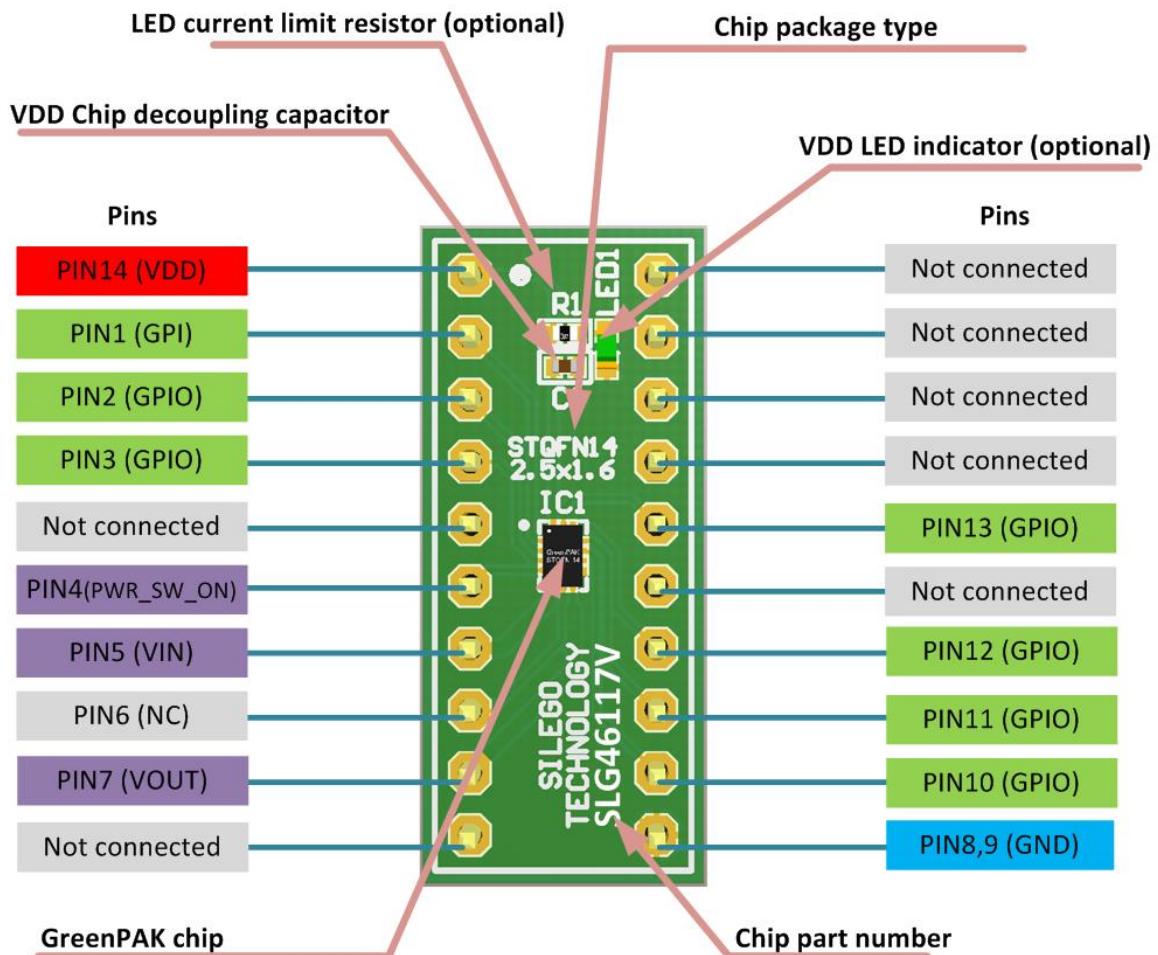 LED current limit resistor (optional)
Chip package type
VDD Chip decoupling capacitor
VDD LED indicator (optional)
Pins
Pins
PIN14 (VDD)
Not connected
PIN1 (GPI)
Not connected
PIN2 (GPIO)
Not connected
PIN3 (GPIO)
Not connected
Not connected
PIN13 (GPIO)
PIN4(PWR_SW_ON)
Not connected
PIN5 (VIN)
PIN12 (GPIO)
PIN6 (NC)
PIN11 (GPIO)
PIN7 (VOUT)
PIN10 (GPIO)
Not connected
PIN8,9 (GND)
R1
LED1
STQFN14
2.5x1.6
IC1
GreenPAK
STQFN 14
SILEGO
TECHNOLOGY
SLG46117V
GreenPAK chip
Chip part number